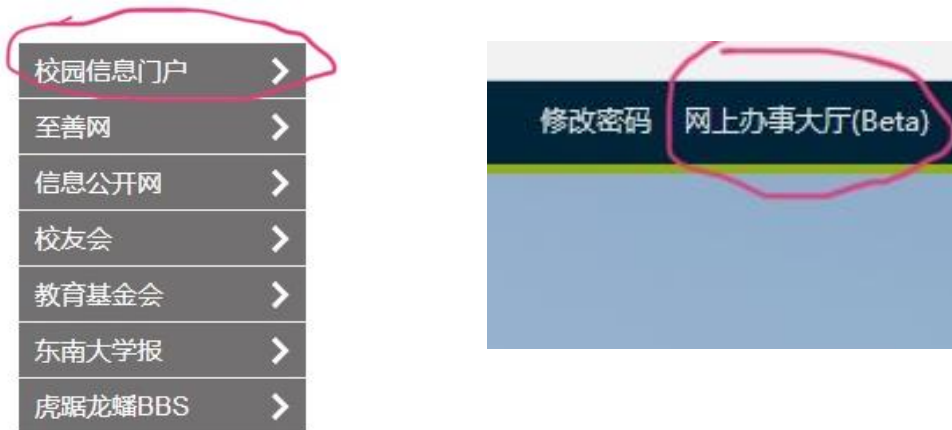 校园信息门户
至善网
信息公开网
校友会
教育基金会
东南大学报
虎踞龙蟠BBS
修改密码 网上办事大厅(Beta)